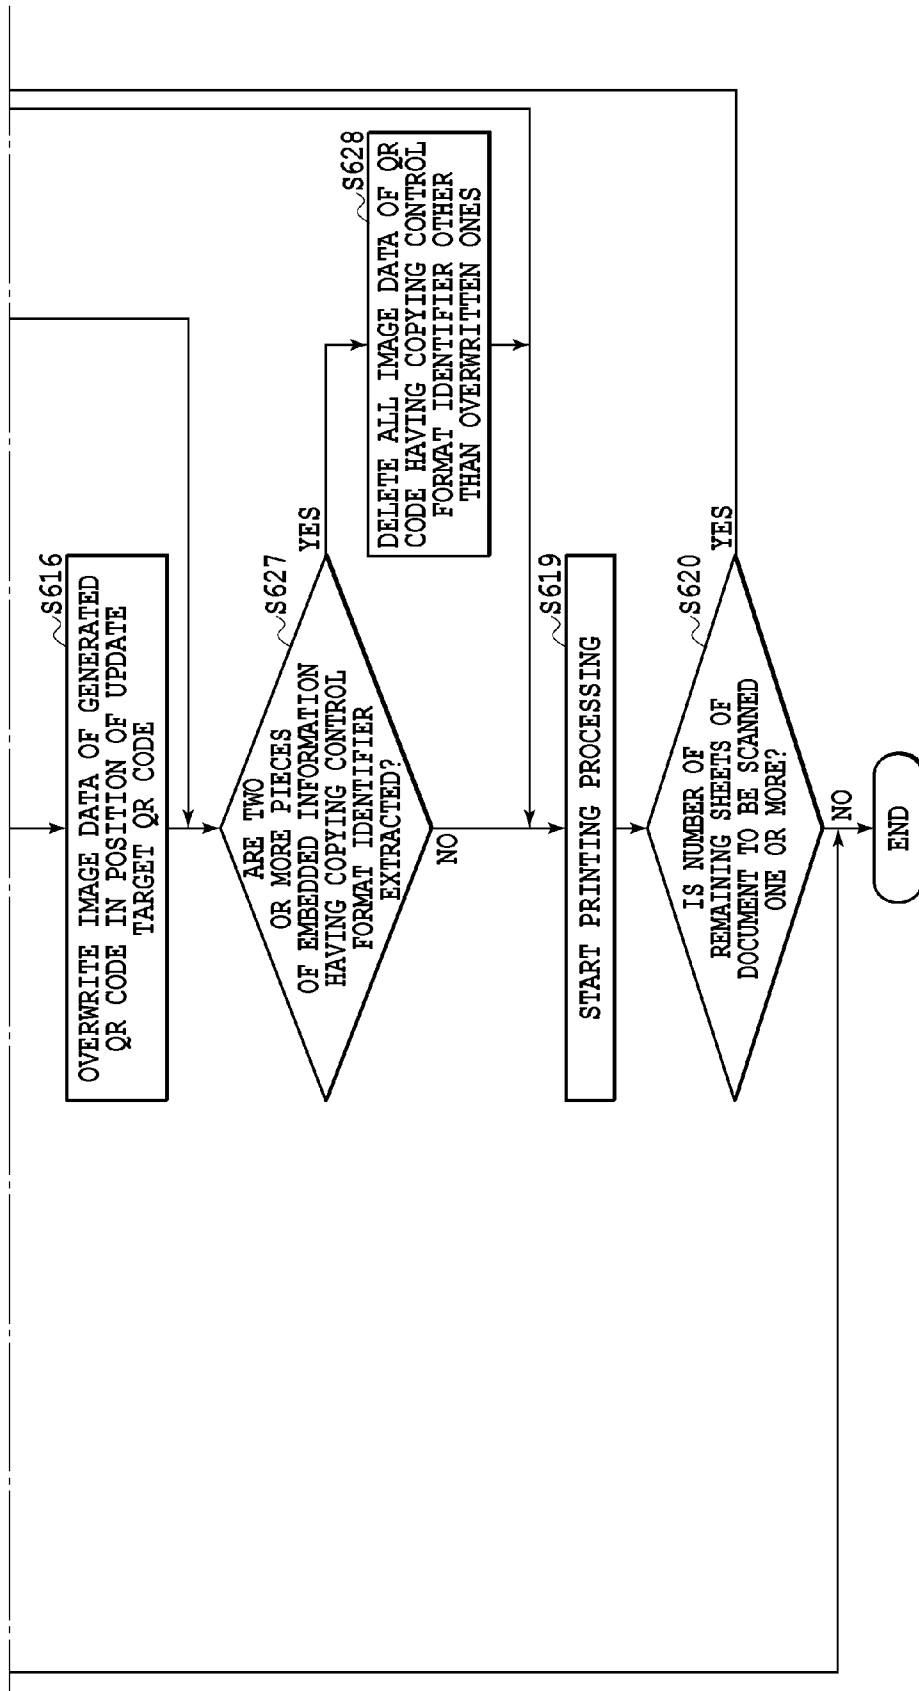 S616
OVERWRITE IMAGE DATA OF GENERATED
QR CODE IN POSITION OF UPDATE
TARGET QR CODE
S627
ARE TWO
OR MORE PIECES
OF EMBEDDED INFORMATION
HAVING COPYING CONTROL
FORMAT IDENTIFIER
EXTRACTED?
YES
NO
S628
DELETE ALL IMAGE DATA OF QR
CODE HAVING COPYING CONTROL
FORMAT IDENTIFIER OTHER
THAN OVERWRITTEN ONES
S619
START PRINTING PROCESSING
S620
IS NUMBER OF
REMAINING SHEETS OF
DOCUMENT TO BE SCANNED
ONE OR MORE?
YES
NO
END